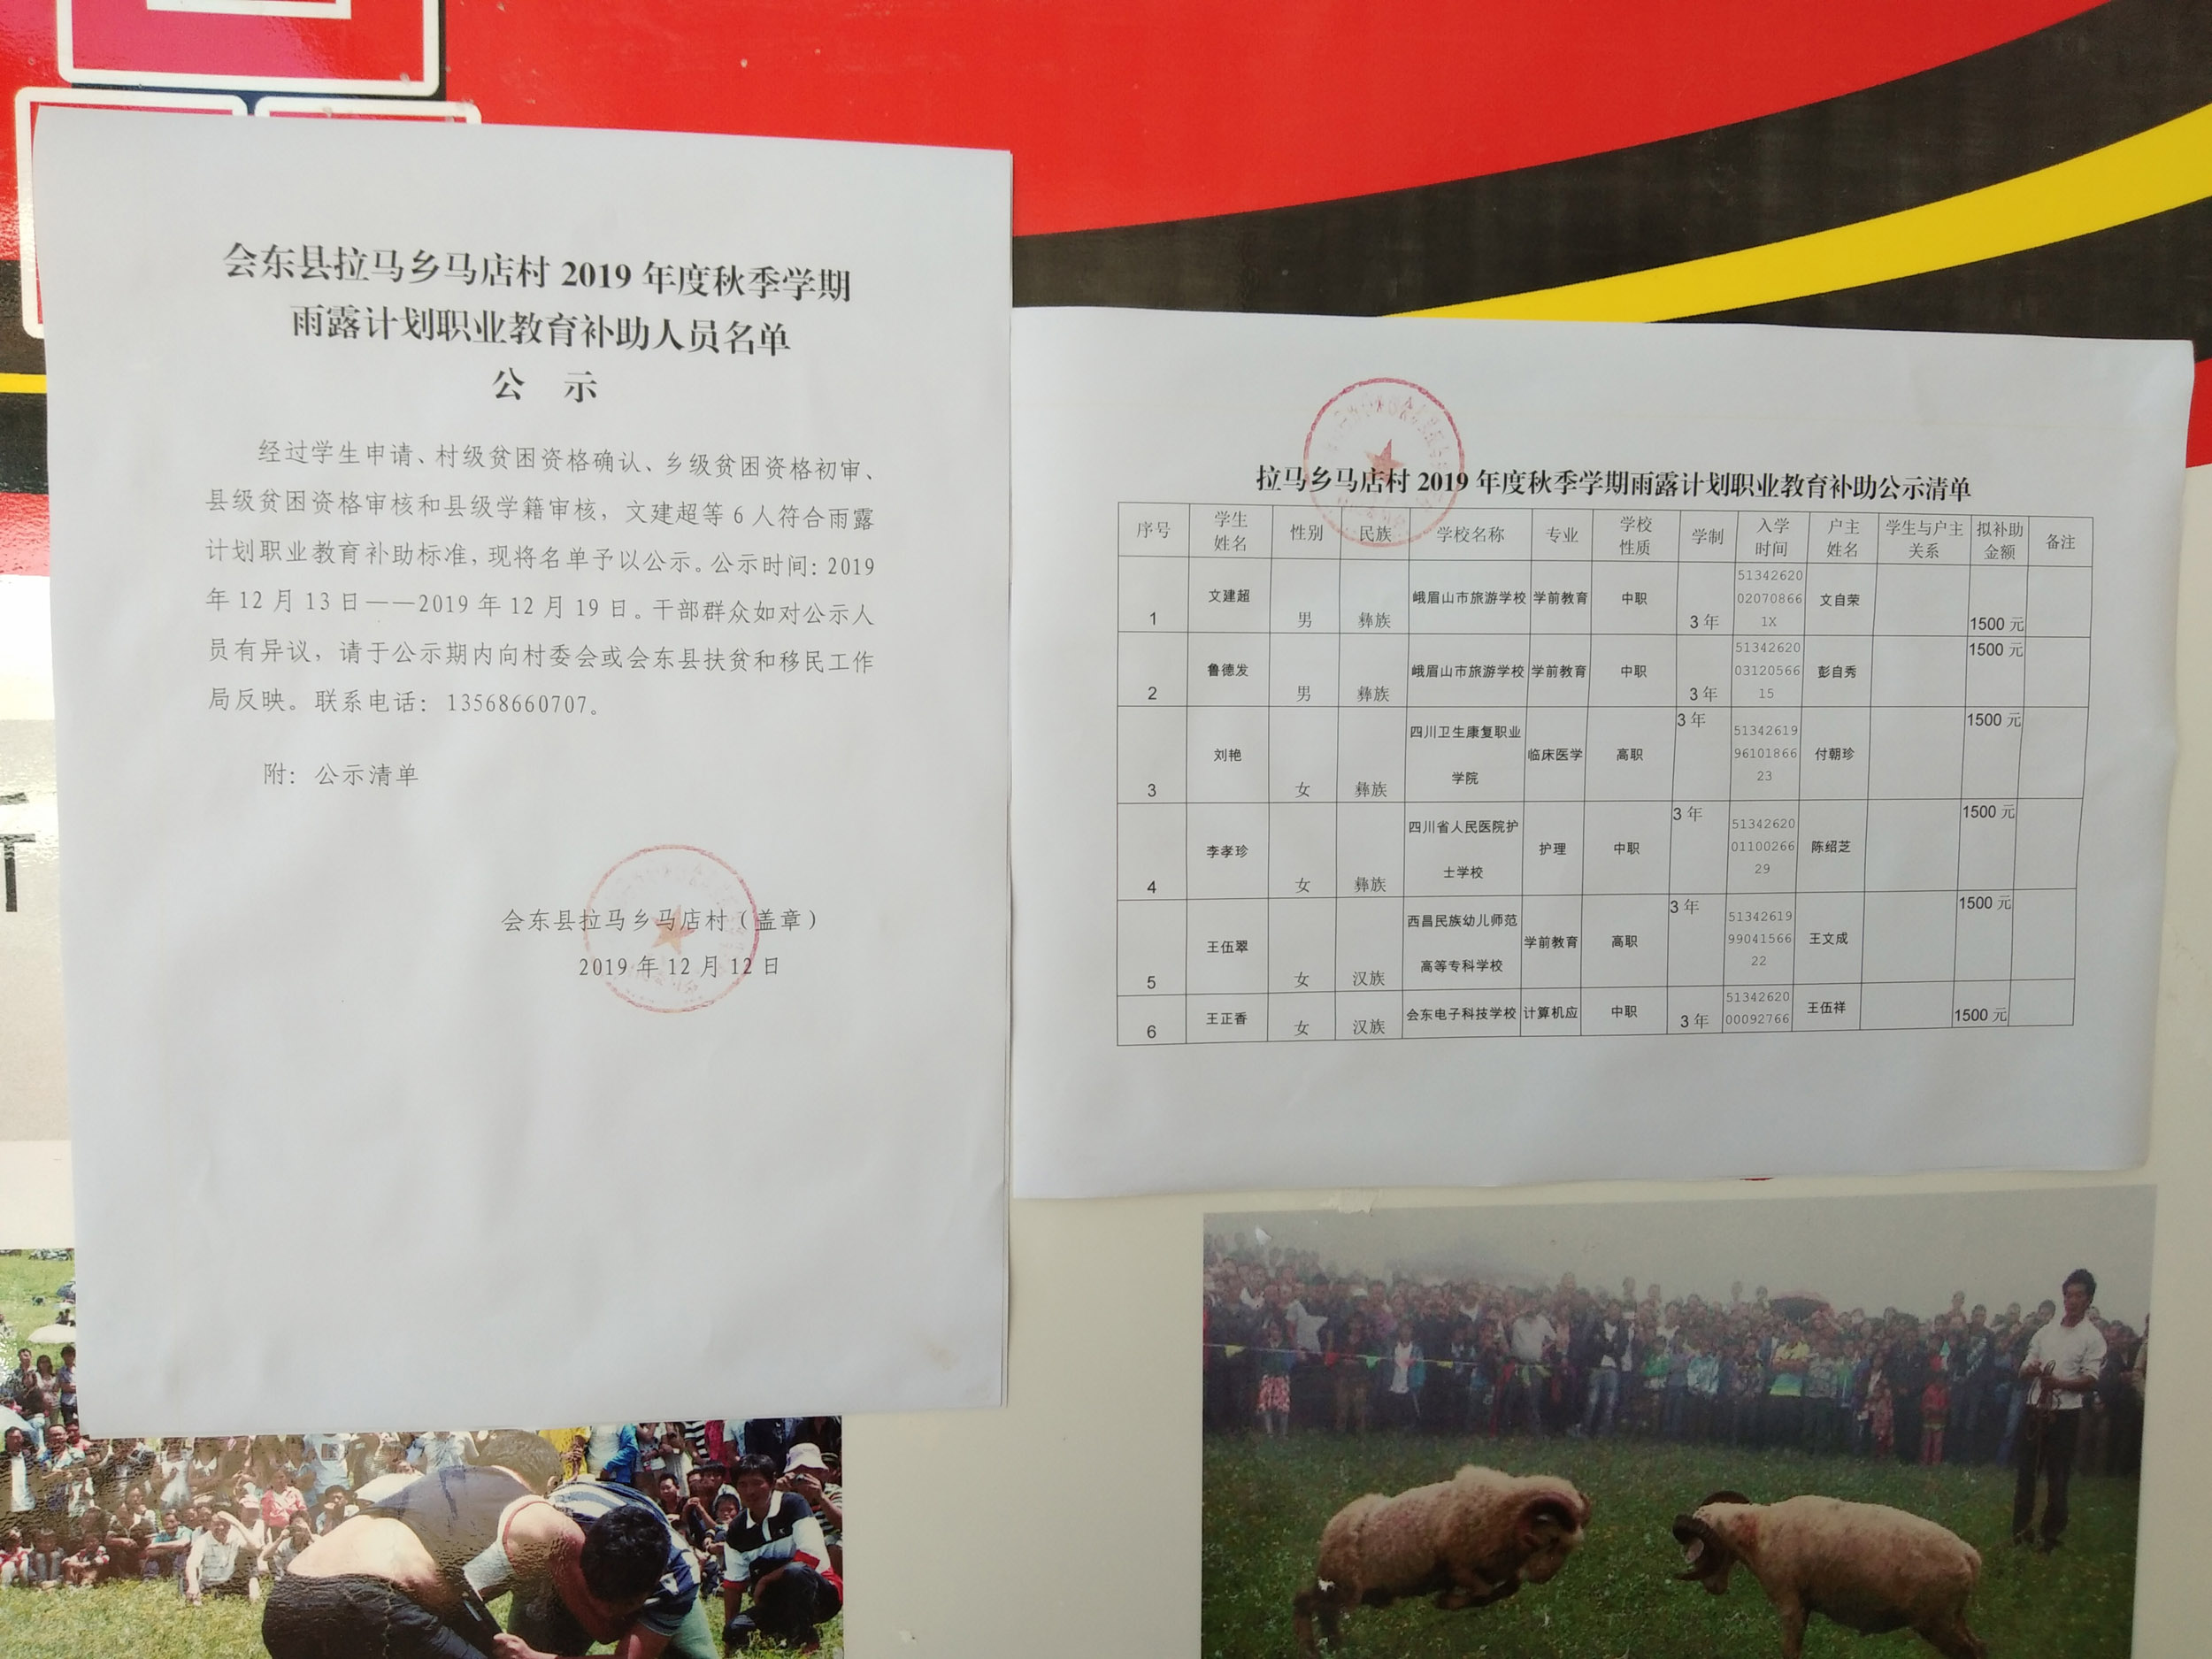 会东县拉马乡马店村 2019 年度秋季学期
雨露计划职业教育补助人员名单
公 示
经过学生申请、村级贫困资格确认、乡级贫困资格初审、
县级贫困资格审核和县级学籍审核，文建超等 6 人符合雨露
计划职业教育补助标准，现将名单予以公示。公示时间：2019
年 12 月 13 日——2019 年 12 月 19 日。干部群众如对公示人
员有异议，请于公示期内向村委会或会东县扶贫和移民工作
局反映。联系电话：13568660707。
附：公示清单
会东县拉马乡马店村（盖章）
2019 年 12 月 12 日
拉马乡马店村 2019 年度秋季学期雨露计划职业教育补助公示清单
序号 学生姓名 性别 民族 学校名称 专业 学校性质 学制 入学时间 户主姓名 学生与户主关系 拟补助金额 备注
1 文建超 男 彝族 峨眉山市旅游学校 学前教育 中职 3 年 51342620020708661X 文自荣 1500 元
2 鲁德发 男 彝族 峨眉山市旅游学校 学前教育 中职 3 年 513426200312056615 彭自秀 1500 元
3 刘艳 女 彝族 四川卫生康复职业学院 临床医学 高职 3 年 513426199610186623 付朝珍 1500 元
4 李孝珍 女 彝族 四川省人民医院护士学校 护理 中职 3 年 513426200110026629 陈绍芝 1500 元
5 王伍翠 女 汉族 西昌民族幼儿师范高等专科学校 学前教育 高职 3 年 513426199904156622 王文成 1500 元
6 王正香 女 汉族 会东电子科技学校 计算机应 中职 3 年 5134262000092766 王伍祥 1500 元